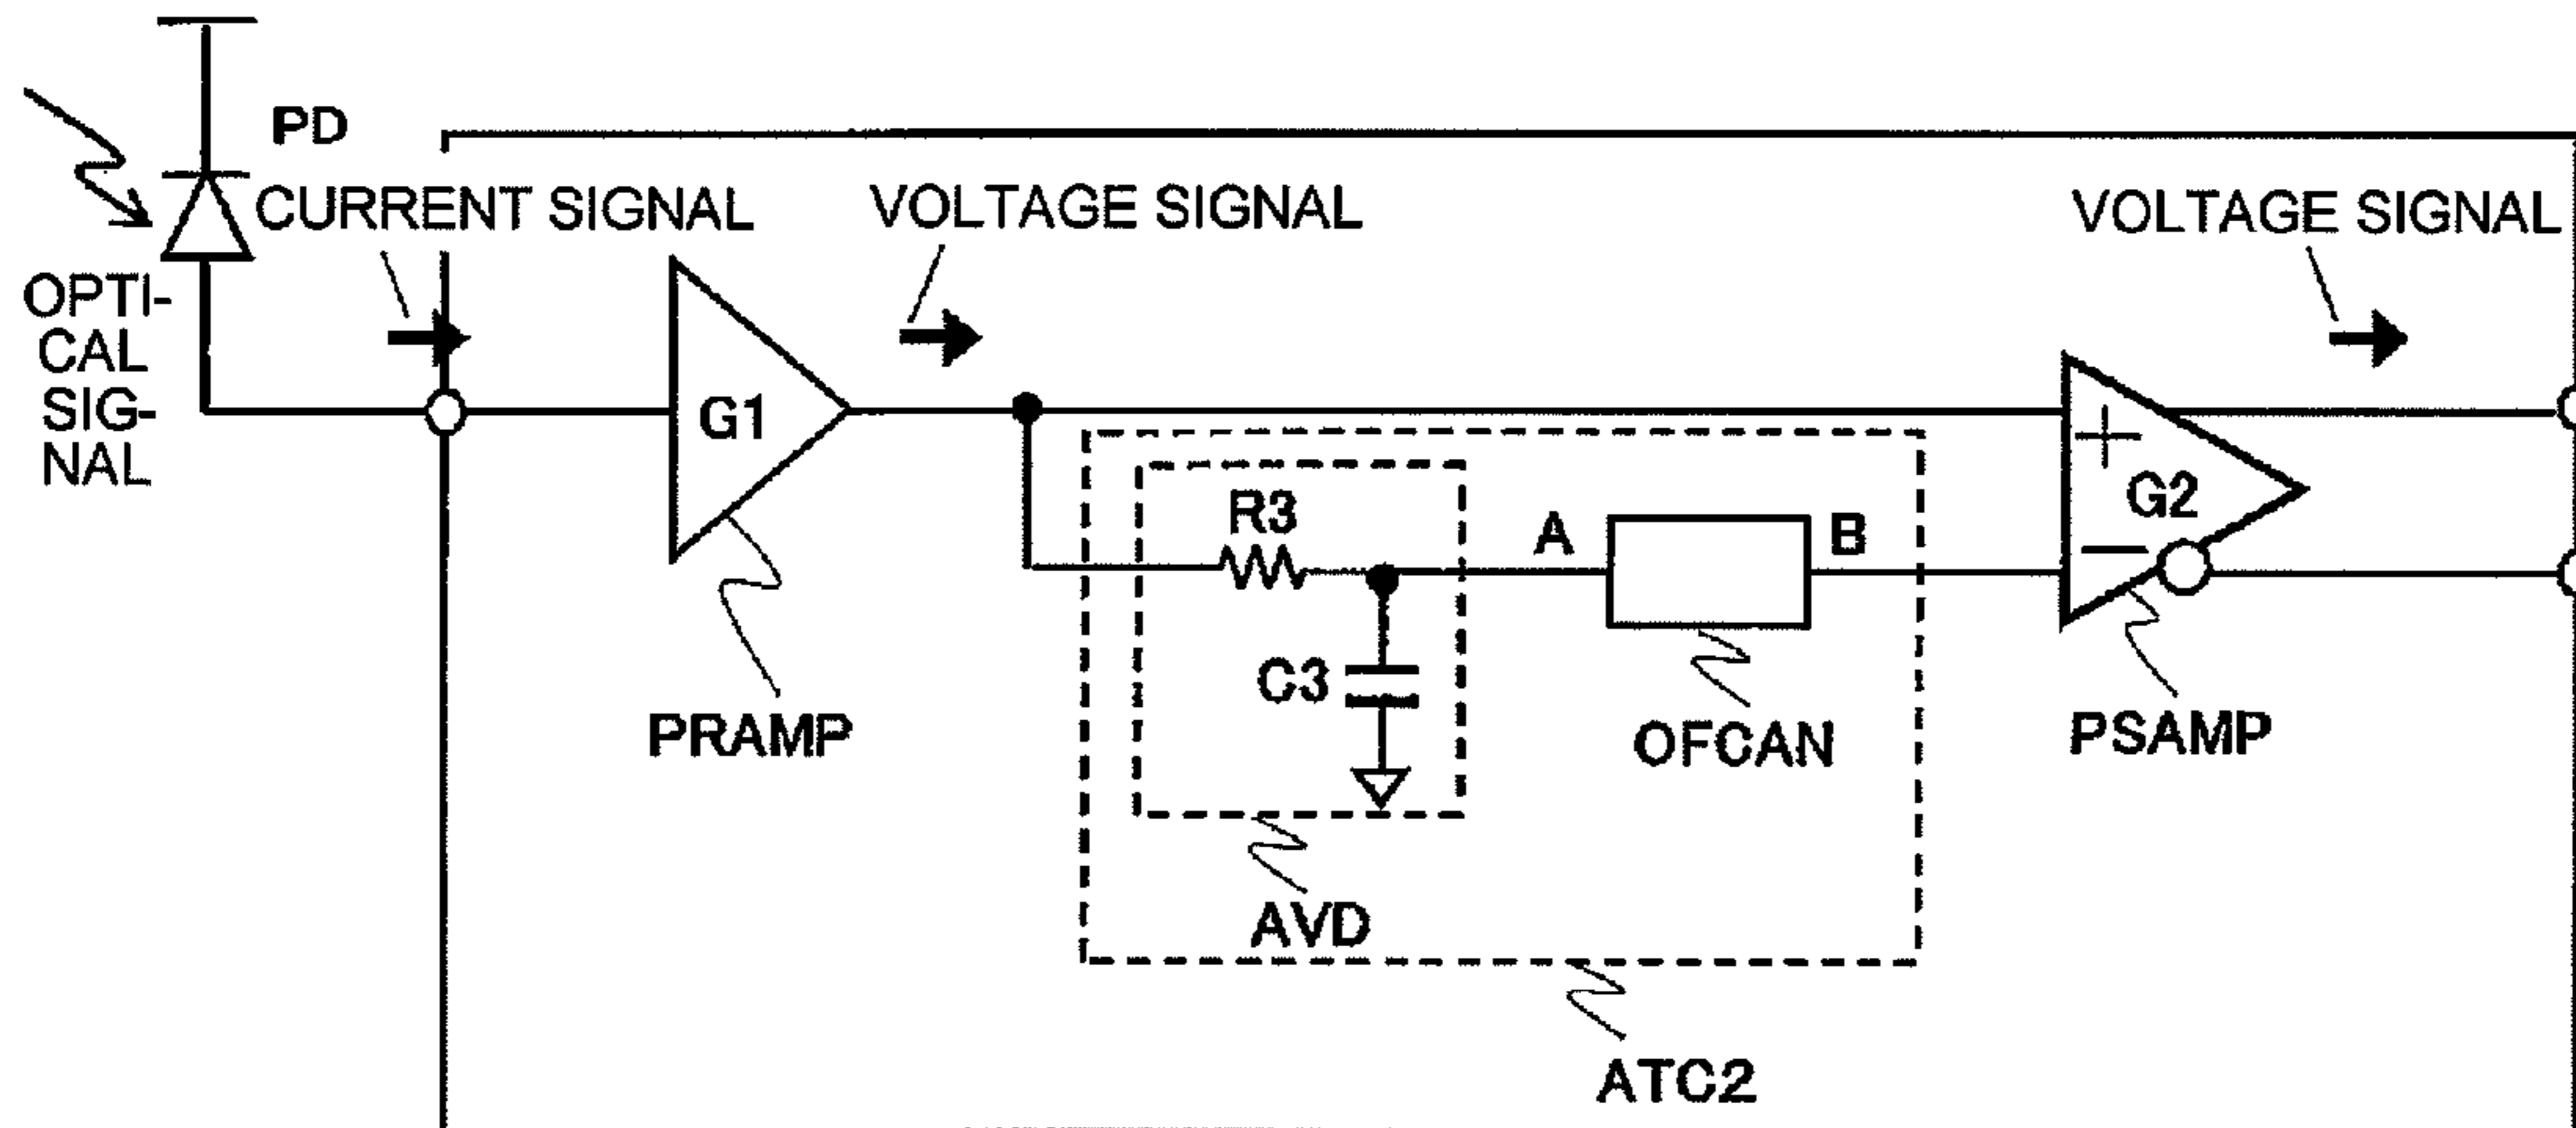 PD
CURRENT SIGNAL
VOLTAGE SIGNAL
VOLTAGE SIGNAL
OPTI-
CAL
SIG-
NAL
G1
+
G2
−
R3
A
B
C3
PRAMP
OFCAN
PSAMP
AVD
ATC2